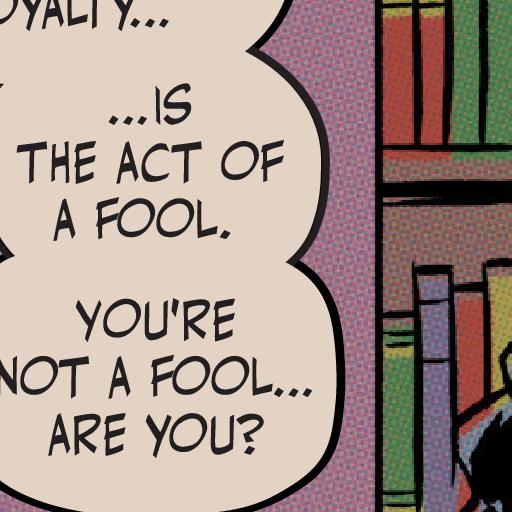 ...IS
THE ACT OF
A FOOL.
YOU'RE
NOT A FOOL...
ARE YOU?